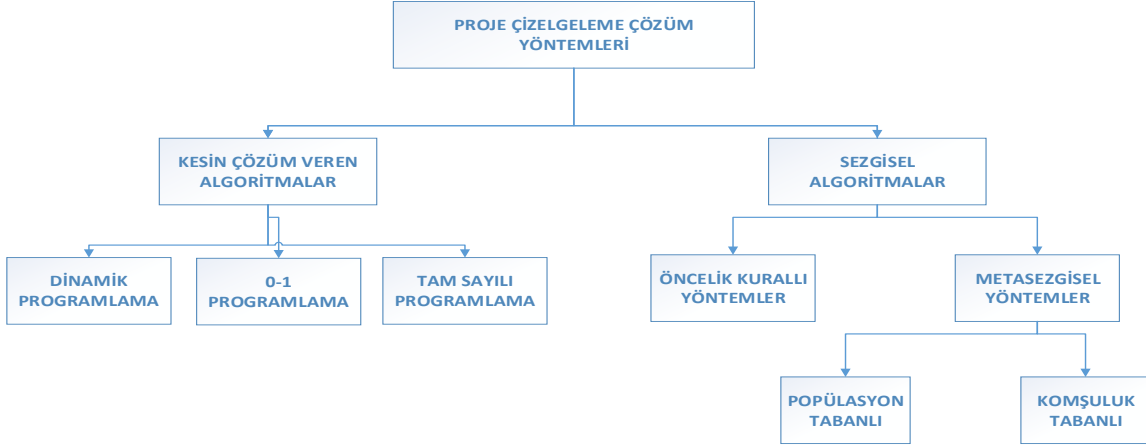 PROJE ÇİZELGELEME ÇÖZÜM
YÖNTEMLERİ
KESİN ÇÖZÜM VEREN
ALGORİTMALAR
SEZGİSEL
ALGORİTMALAR
DİNAMİK
PROGRAMLAMA
0-1
PROGRAMLAMA
TAM SAYILI
PROGRAMLAMA
ÖNCELİK KURALLI
YÖNTEMLER
METASEZGİSEL
YÖNTEMLER
POPÜLASYON
TABANLI
KOMŞULUK
TABANLI